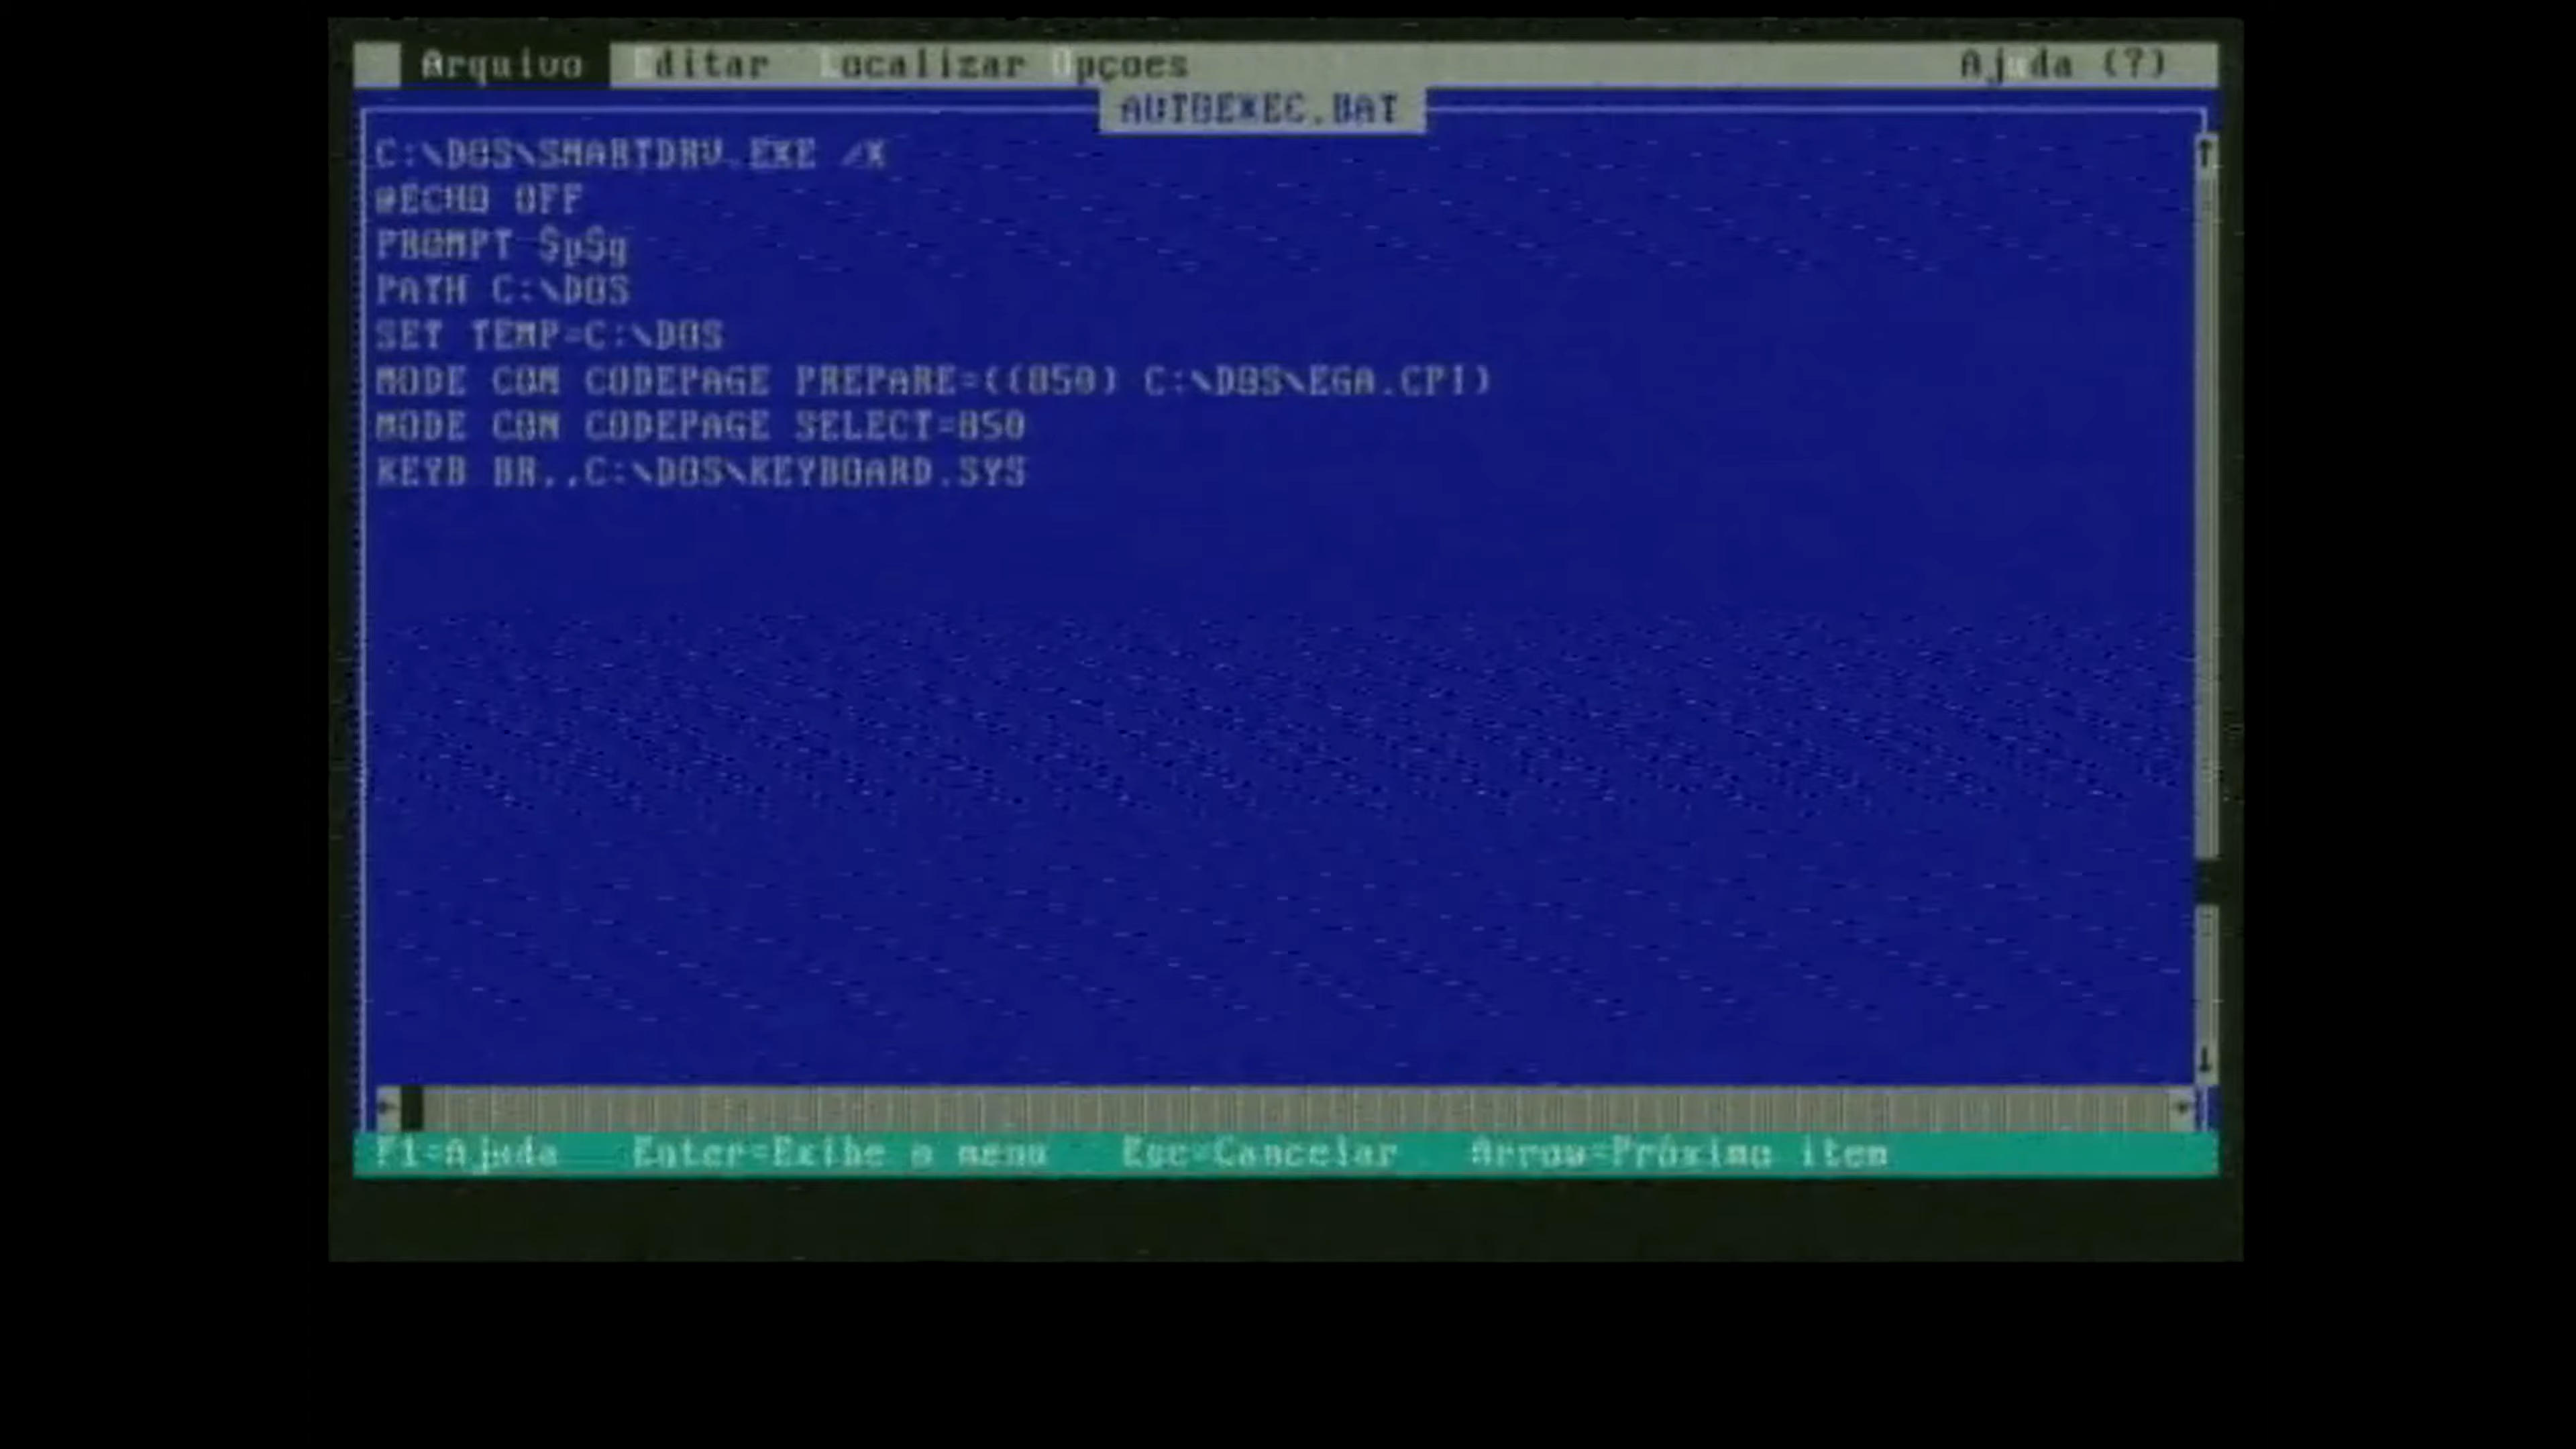 Arquivo Editar Localizar Opçoes Ajuda (?)
AUTOEXEC.BAT
C:\DOS\SMARTDRV.EXE /X
@ECHO OFF
PROMPT $p$g
PATH C:\DOS
SET TEMP=C:\DOS
MODE CON CODEPAGE PREPARE=((850) C:\DOS\EGA.CPI)
MODE CON CODEPAGE SELECT=850
KEYB BR,,C:\DOS\KEYBOARD.SYS
F1=Ajuda Enter=Exibe o menu Esc=Cancelar Arrow=Próximo item